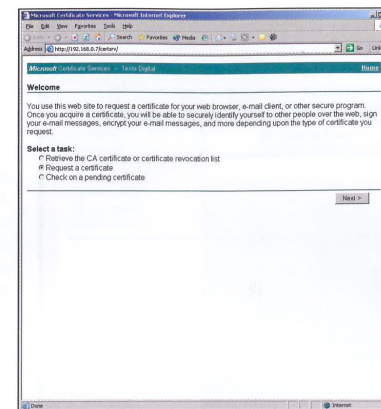 Microsoft Certificate Services - Microsoft Internet Explorer
File Edit View Favorites Tools Help
Search Favorites Media
Address http://192.168.0.7/certsrv/ Go Link
Microsoft Certificate Services -- Testa Digital Home
Welcome
You use this web site to request a certificate for your web browser, e-mail client, or other secure program.
Once you acquire a certificate, you will be able to securely identify yourself to other people over the web, sign
your e-mail messages, encrypt your e-mail messages, and more depending upon the type of certificate you
request.
Select a task:
Retrieve the CA certificate or certificate revocation list
Request a certificate
Check on a pending certificate
Next >
Done Internet